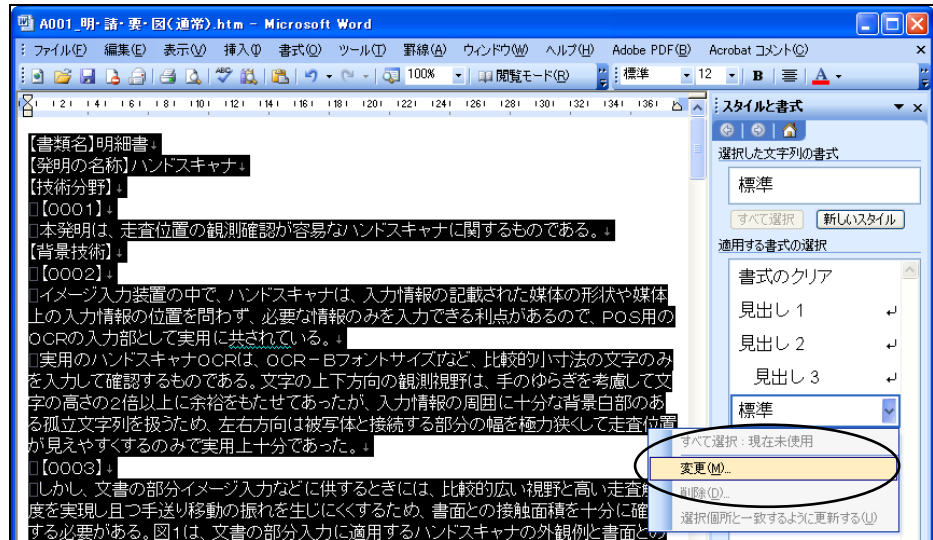 A001_明・請・要・図(通常).htm - Microsoft Word
ファイル(F) 編集(E) 表示(V) 挿入(I) 書式(O) ツール(T) 罫線(A) ウィンドウ(W) ヘルプ(H) Adobe PDF(B) Acrobat コメント(C)
100% 閲覧モード(R) 標準 12 B A
2 4 6 8 10 12 14 16 18 20 22 24 26 28 30 32 34 36
【書類名】明細書↓
【発明の名称】ハンドスキャナ↓
【技術分野】↓
□【0001】↓
□本発明は、走査位置の観測確認が容易なハンドスキャナに関するものである。↓
【背景技術】↓
□【0002】↓
□イメージ入力装置の中で、ハンドスキャナは、入力情報の記載された媒体の形状や媒体
上の入力情報の位置を問わず、必要な情報のみを入力できる利点があるので、POS用の
OCRの入力部として実用に共されている。↓
□実用のハンドスキャナOCRは、OCR-BフォントサイズIなど、比較的小寸法の文字のみ
を入力して確認するものである。文字の上下方向の観測視野は、手のゆらぎを考慮して文
字の高さの2倍以上に余裕をもたせてあったが、入力情報の周囲に十分な背景白部のあ
る孤立文字列を扱うため、左右方向は被写体と接続する部分の幅を極力狭くして走査位置
が見えやすくするのみで実用上十分であった。↓
□【0003】↓
□しかし、文書の部分イメージ入力などに供するときには、比較的広い視野と高い走査
度を実現し且つ手送り移動の振れを生じにくくするため、書面との接触面積を十分に確
する必要がある。図1は、文書の部分入力に適用するハンドスキャナの外観例と書面との
スタイルと書式
選択した文字列の書式
標準
すべて選択 新しいスタイル
適用する書式の選択
書式のクリア
見出し 1 ↵
見出し 2 ↵
見出し 3 ↵
標準
すべて選択 : 現在未使用
変更(M)...
削除(D)...
選択個所と一致するように更新する(U)